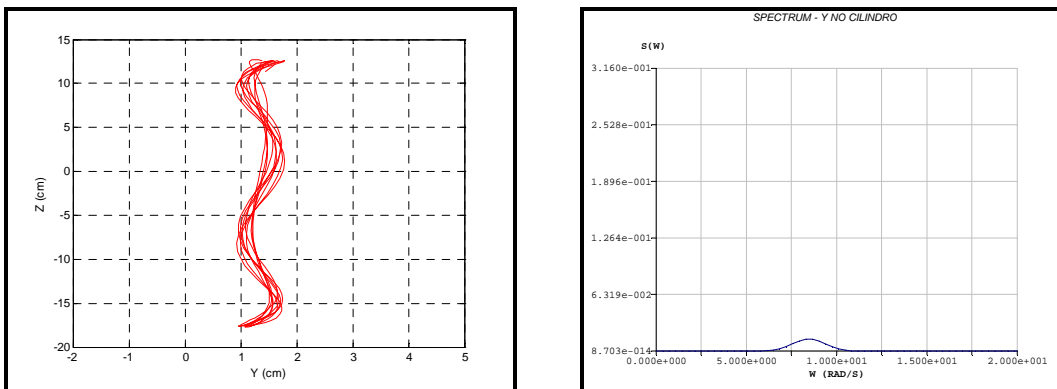 15
10
5
0
-5
-10
-15
-20
Z (cm)
-2 -1 0 1 2 3 4 5
Y (cm)
SPECTRUM - Y NO CILINDRO
S(W)
3.160e-001
2.528e-001
1.896e-001
1.264e-001
6.319e-002
8.703e-014
0.000e+000 5.000e+000 1.000e+001 1.500e+001 2.000e+001
W (RAD/S)